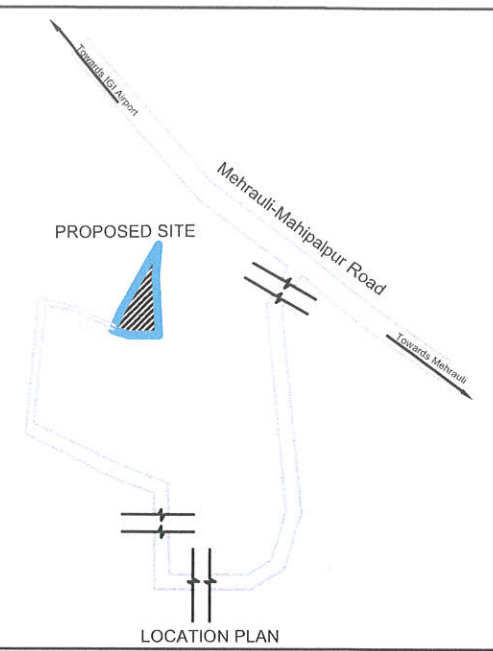 Towards IGI Airport
Mehrauli-Mahipalpur Road
PROPOSED SITE
Towards Mehrauli
LOCATION PLAN